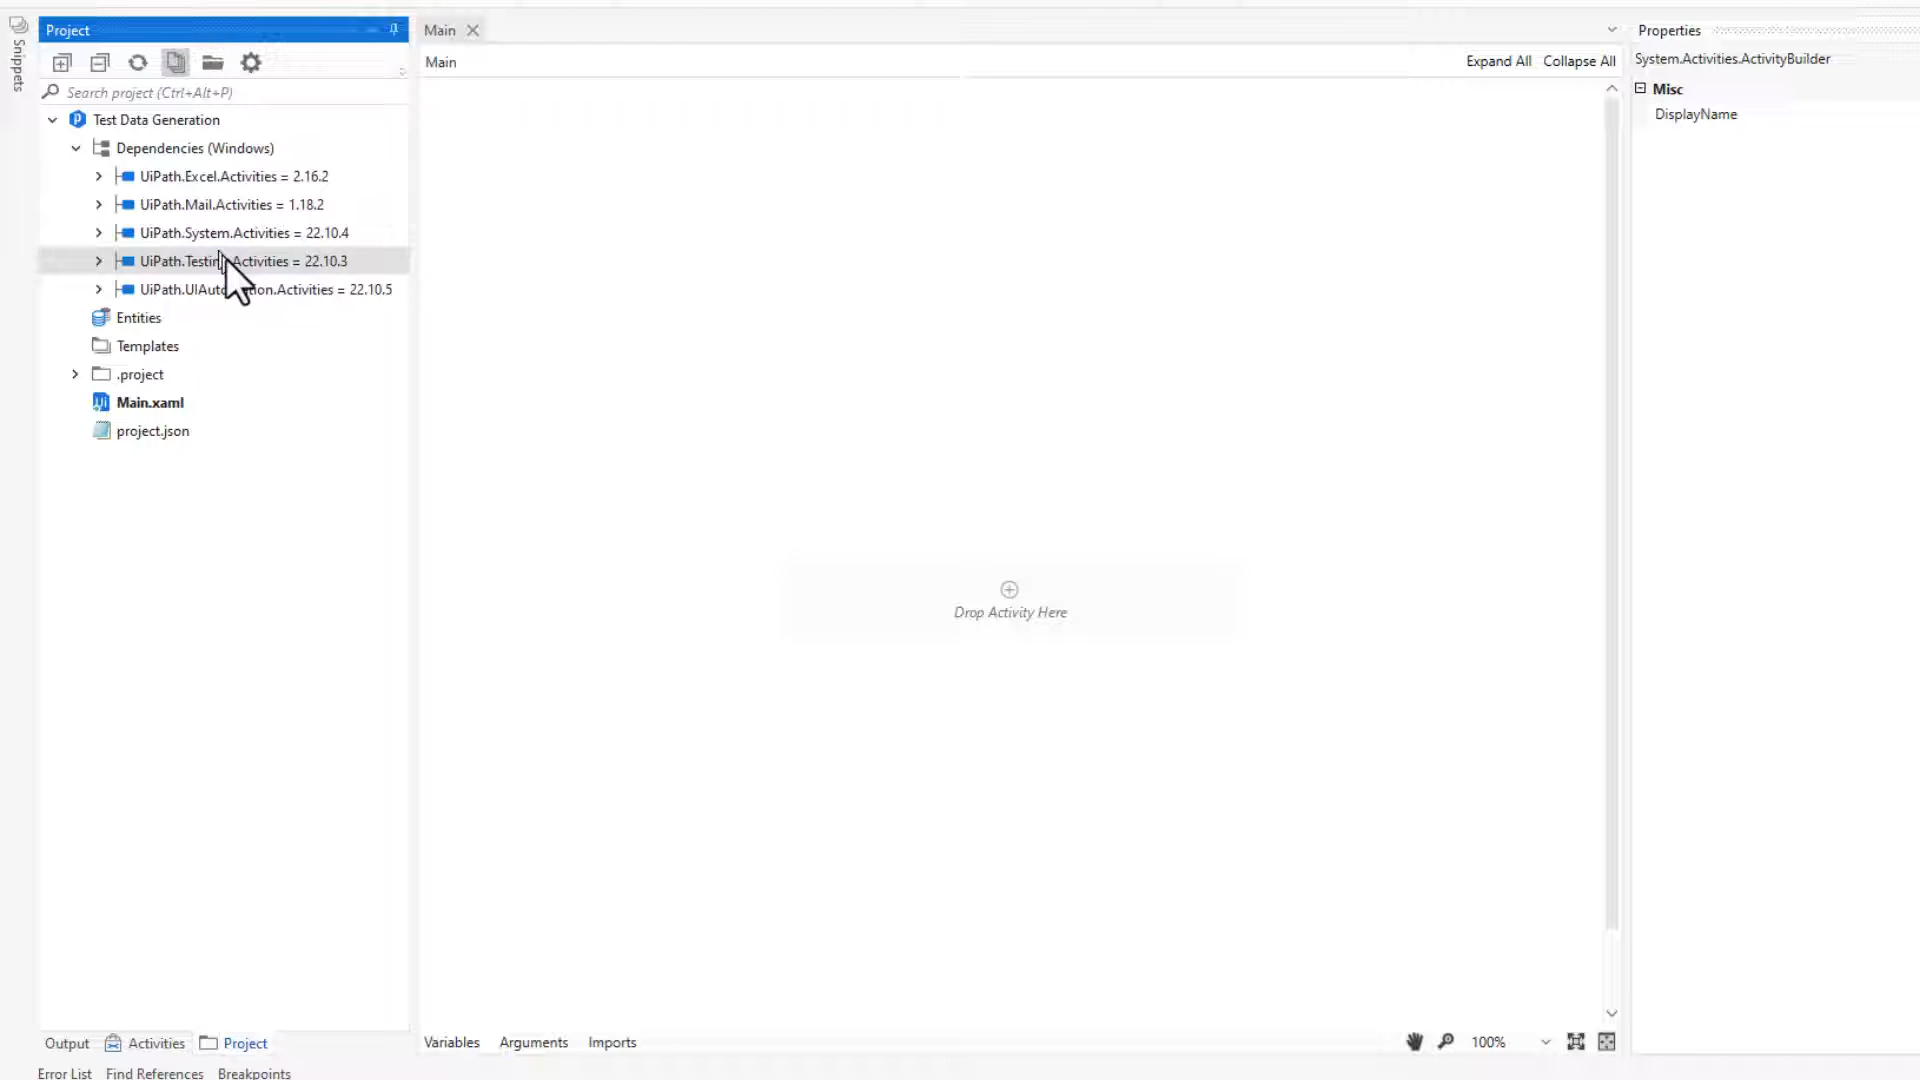 Snippets
Project
Search project (Ctrl+Alt+P)
Test Data Generation
Dependencies (Windows)
UiPath.Excel.Activities = 2.16.2
UiPath.Mail.Activities = 1.18.2
UiPath.System.Activities = 22.10.4
= 22.10.3
= 22.10.5
Entities
Templates
.project
Main.xaml
project.json
Output
Activities
Project
Error List
Find References
Breakpoints
Main
Main
Expand All
Collapse All
Drop Activity Here
Variables
Arguments
Imports
100%
Properties
System.Activities.ActivityBuilder
Misc
DisplayName